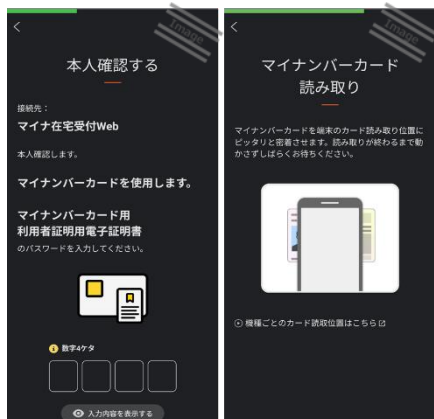 Image
本人確認する
接続先：
マイナ在宅受付Web
本人確認します。
マイナンバーカードを使用します。
マイナンバーカード用
利用者証明用電子証明書
のパスワードを入力してください。
数字4ケタ
入力内容を表示する
Image
マイナンバーカード
読み取り
マイナンバーカードを端末のカード読み取り位置に
ピッタリと密着させます。読み取りが終わるまで動
かさずしばらくお待ちください。
機種ごとのカード読取位置はこちら